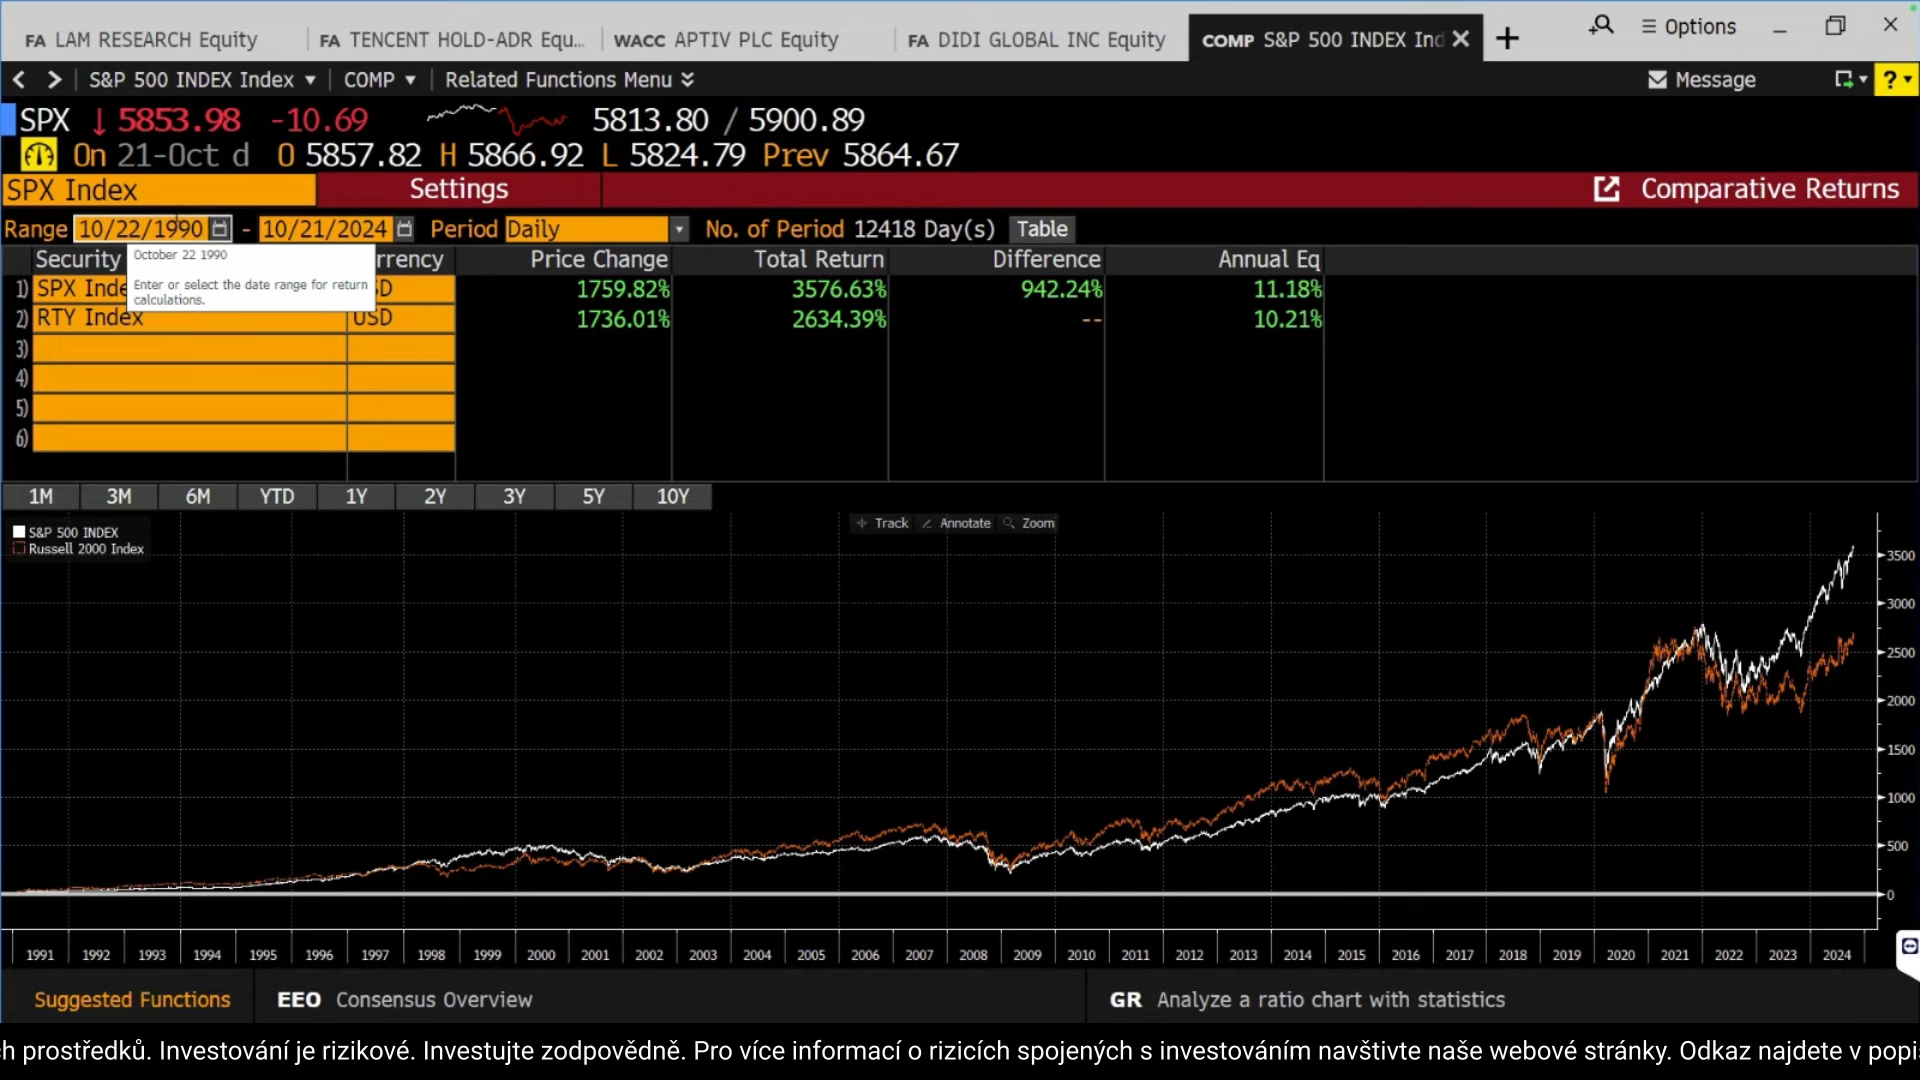 FA LAM RESEARCH Equity
FA TENCENT HOLD-ADR Equ...
WACC APTIV PLC Equity
FA DIDI GLOBAL INC Equity
COMP S&P 500 INDEX Ind
Options
S&P 500 INDEX Index
COMP
Related Functions Menu
Message
?
SPX ↓ 5853.98 -10.69 5813.80 / 5900.89
On 21-Oct d O 5857.82 H 5866.92 L 5824.79 Prev 5864.67
SPX Index
Settings
Comparative Returns
Range 10/22/1990 - 10/21/2024 Period Daily No. of Period 12418 Day(s) Table
October 22 1990
Enter or select the date range for return
calculations.
Security rrency Price Change Total Return Difference Annual Eq
1) SPX Inde D 1759.82% 3576.63% 942.24% 11.18%
2) RTY Index USD 1736.01% 2634.39% -- 10.21%
3)
4)
5)
6)
1M 3M 6M YTD 1Y 2Y 3Y 5Y 10Y
S&P 500 INDEX
Russell 2000 Index
Track Annotate Zoom
3500
3000
2500
2000
1500
1000
500
0
1991 1992 1993 1994 1995 1996 1997 1998 1999 2000 2001 2002 2003 2004 2005 2006 2007 2008 2009 2010 2011 2012 2013 2014 2015 2016 2017 2018 2019 2020 2021 2022 2023 2024
Suggested Functions
EEO Consensus Overview
GR Analyze a ratio chart with statistics
h prostředků. Investování je rizikové. Investujte zodpovědně. Pro více informací o rizicích spojených s investováním navštivte naše webové stránky. Odkaz najdete v popi